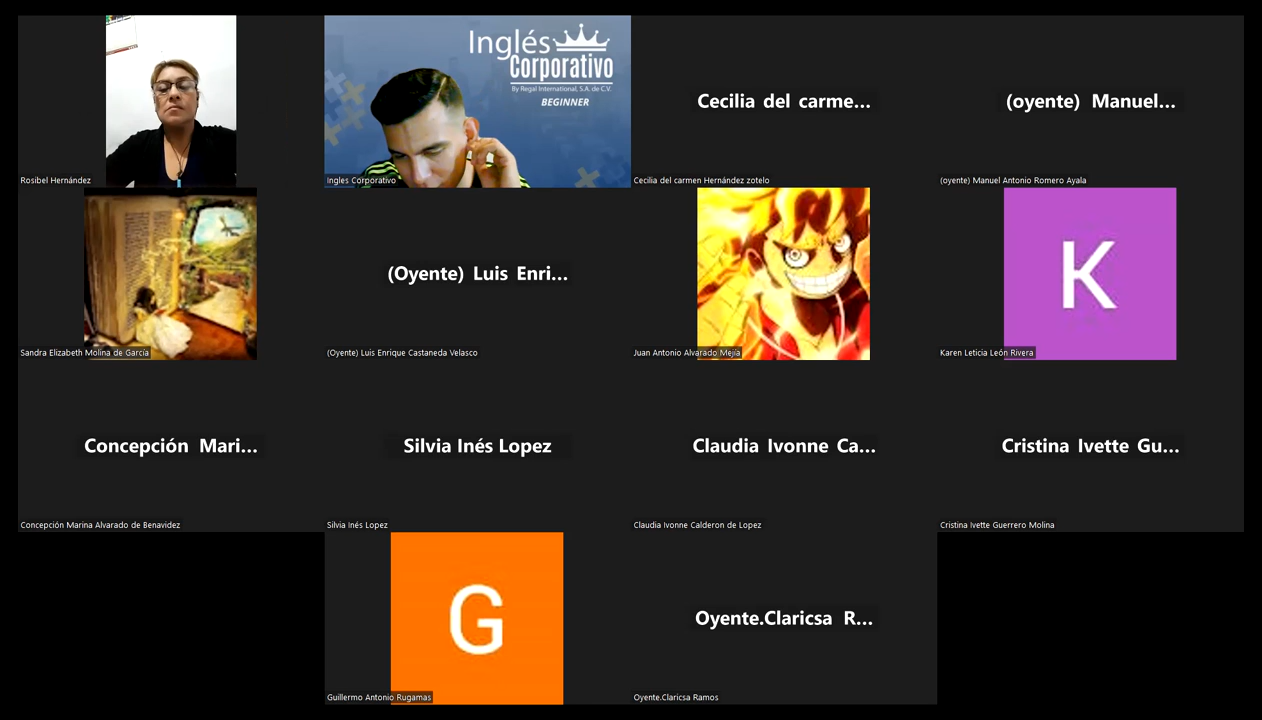 Inglés
Corporativo
By Regal International, S.A. de C.V.
BEGINNER
Cecilia del carme...
(oyente) Manuel...
Rosibel Hernández
Ingles Corporativo
Cecilia del carmen Hernández zotelo
(oyente) Manuel Antonio Romero Ayala
(Oyente) Luis Enri...
K
Sandra Elizabeth Molina de García
(Oyente) Luis Enrique Castaneda Velasco
Juan Antonio Alvarado Mejía
Karen Leticia León Rivera
Concepción Mari...
Silvia Inés Lopez
Claudia Ivonne Ca...
Cristina Ivette Gu...
Concepción Marina Alvarado de Benavidez
Silvia Inés Lopez
Claudia Ivonne Calderon de Lopez
Cristina Ivette Guerrero Molina
G
Oyente.Claricsa R...
Guillermo Antonio Rugamas
Oyente.Claricsa Ramos